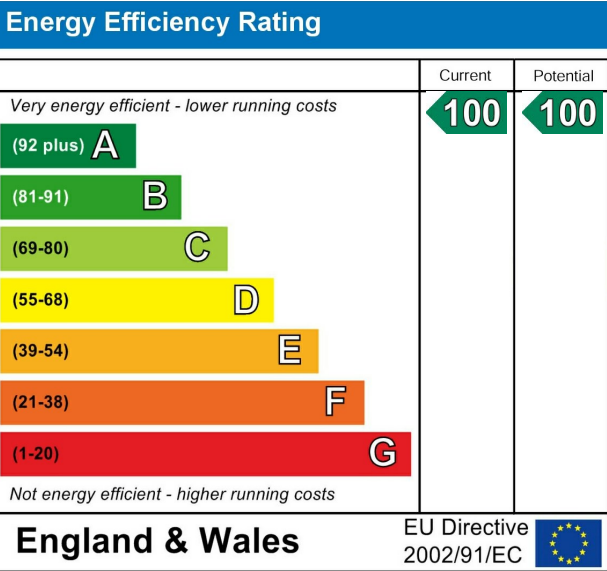 Energy Efficiency Rating
Current Potential
Very energy efficient - lower running costs
100 100
(92 plus) A
(81-91) B
(69-80) C
(55-68) D
(39-54) E
(21-38) F
(1-20) G
Not energy efficient - higher running costs
England & Wales
EU Directive
2002/91/EC